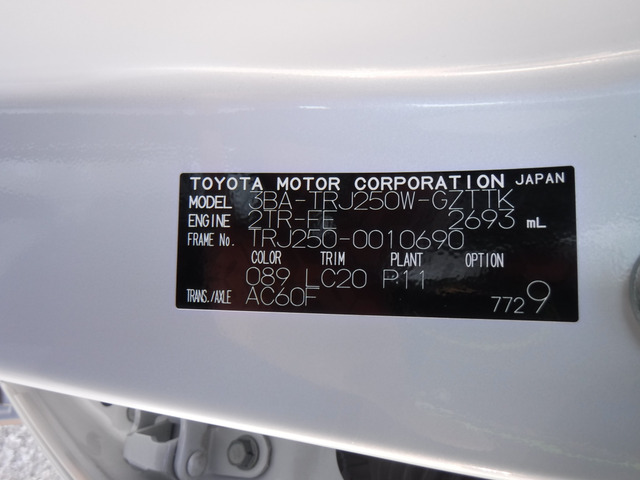 TOYOTA MOTOR CORPORATION JAPAN
MODEL 3BA-TRJ250W-GZTTK
ENGINE 2TR-FE 2693 mL
FRAME No. TRJ250-0010690
COLOR TRIM PLANT OPTION
089 LC20 P11
TRANS./AXLE AC60F
7729